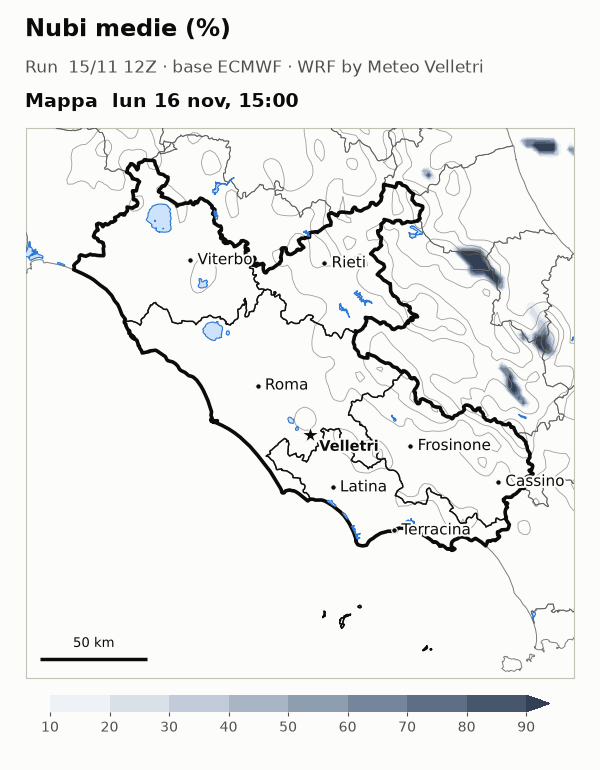 Nubi medie (%)
Run 15/11 12Z · base ECMWF · WRF by Meteo Velletri
Mappa lun 16 nov, 15:00
Viterbo
Rieti
Roma
Velletri
Frosinone
Latina
Cassino
Terracina
50 km
10 20 30 40 50 60 70 80 90